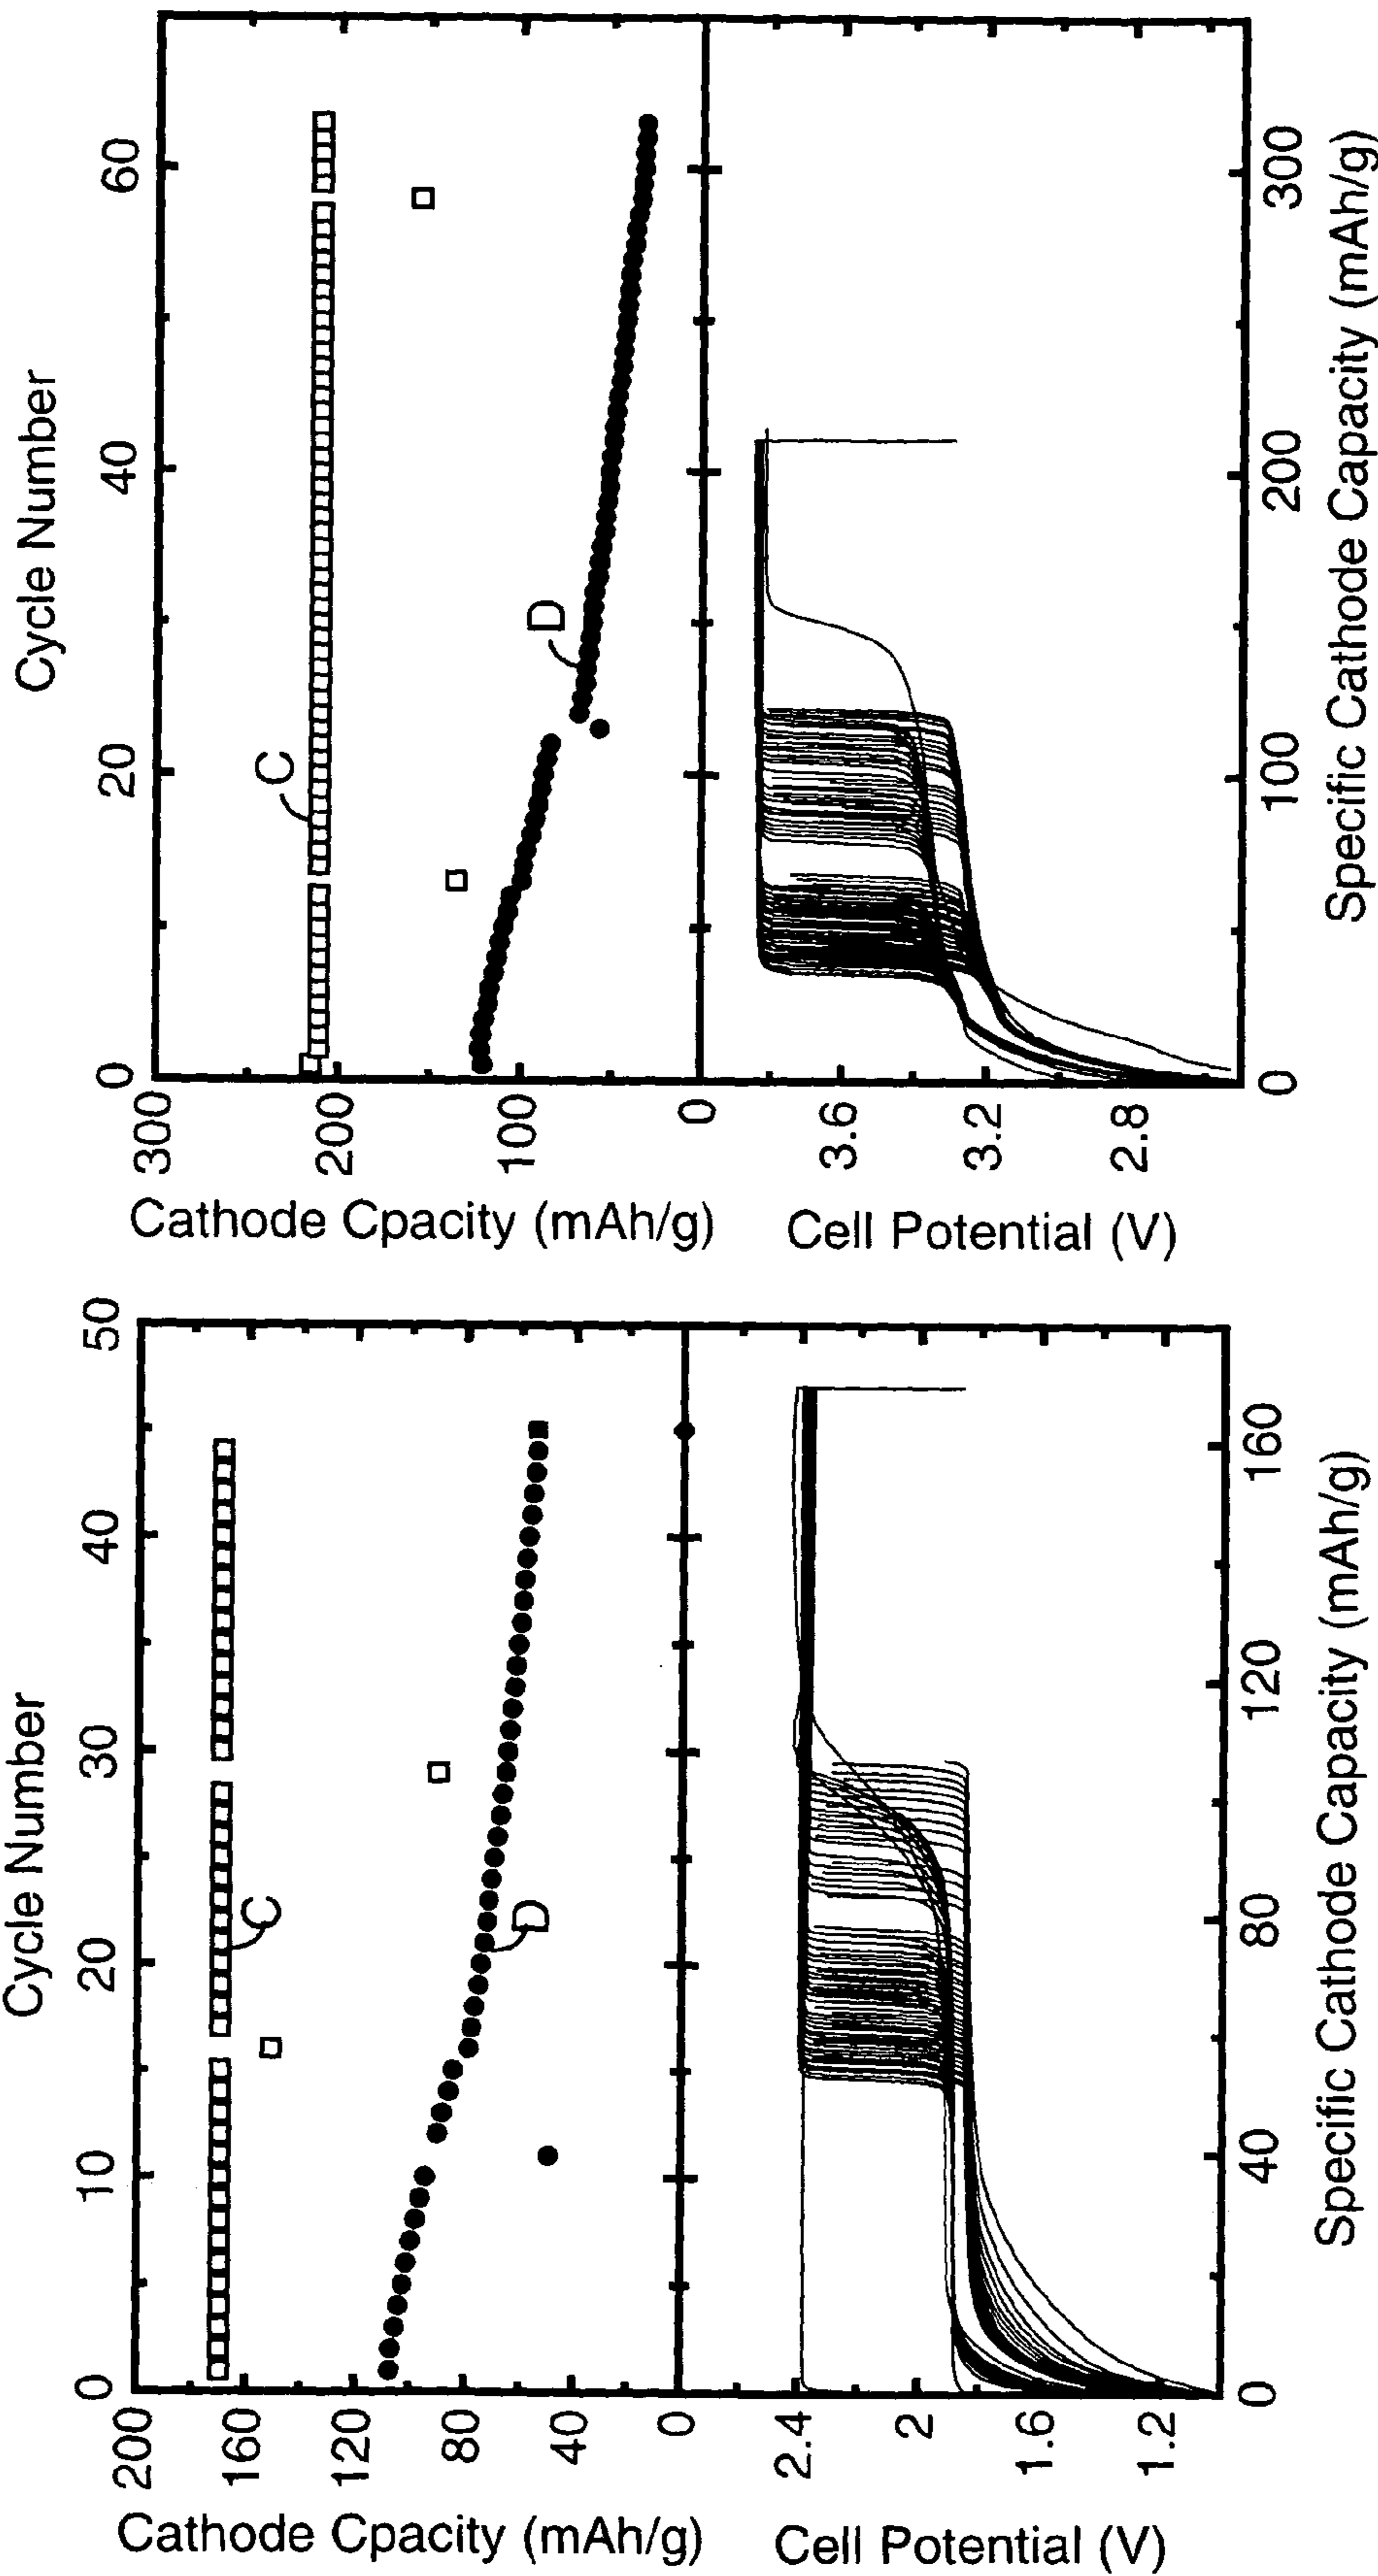 Cycle Number
0 10 20 30 40 50
200
160
120
80
40
0
Cathode Cpacity (mAh/g)
C
D
2.4
2
1.6
1.2
Cell Potential (V)
0 40 80 120 160
Specific Cathode Capacity (mAh/g)
Cycle Number
0 20 40 60
300
200
100
0
Cathode Cpacity (mAh/g)
C
D
3.6
3.2
2.8
Cell Potential (V)
0 100 200 300
Specific Cathode Capacity (mAh/g)